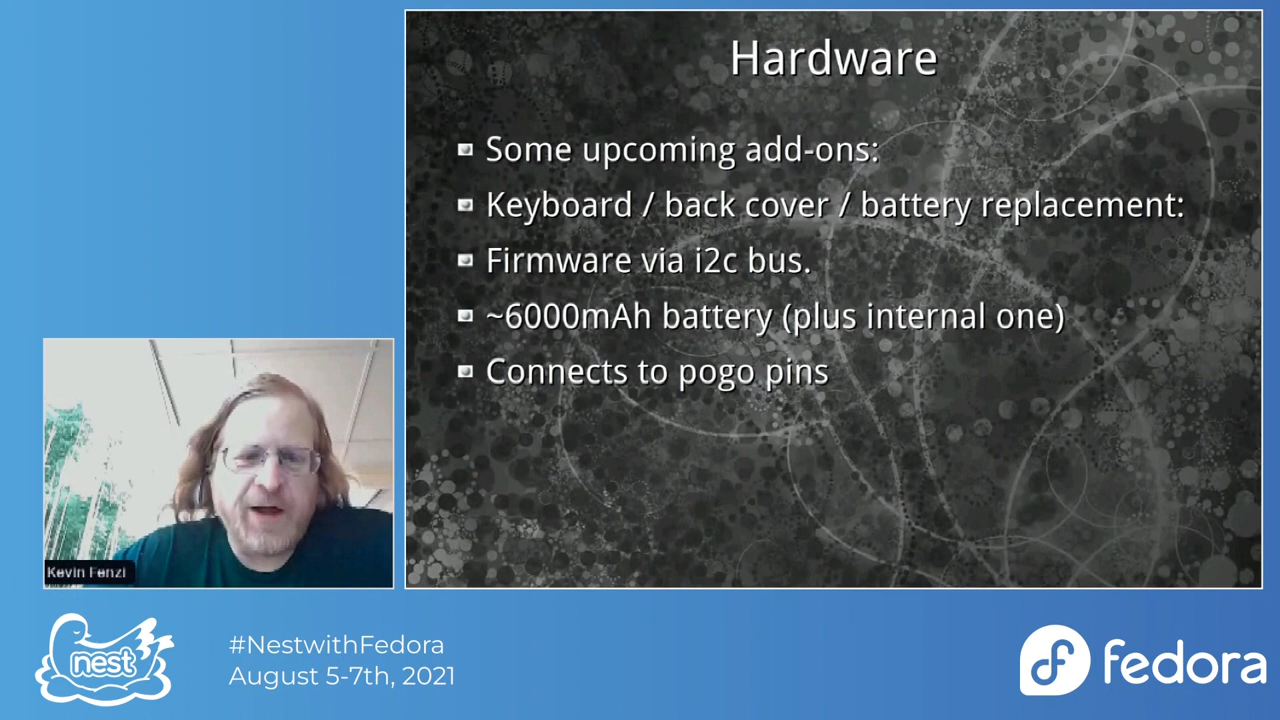 Hardware
Some upcoming add-ons:
Keyboard / back cover / battery replacement:
Firmware via i2c bus.
~6000mAh battery (plus internal one)
Connects to pogo pins
Kevin Fenzi
nest
#NestwithFedora
August 5-7th, 2021
fedora